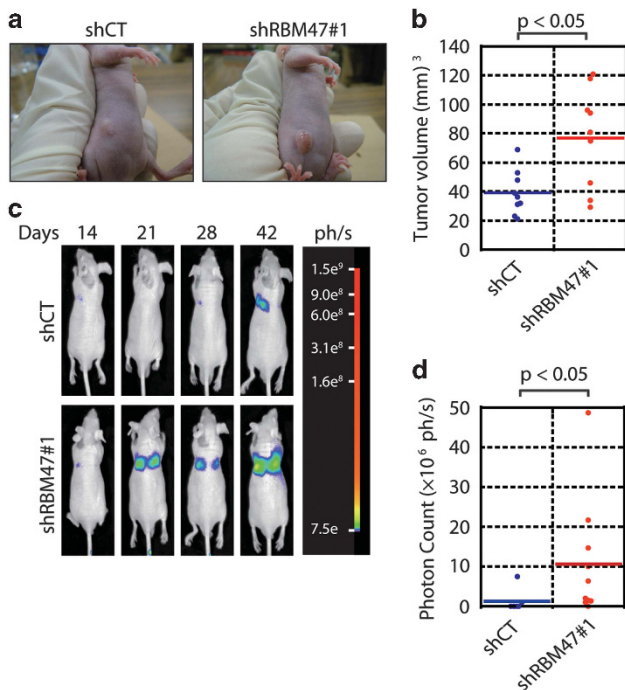 a
shCT
shRBM47#1
b
p < 0.05
Tumor volume (mm) ³
140
120
100
80
60
40
20
0
shCT
shRBM47#1
c
Days 14 21 28 42 ph/s
shCT
shRBM47#1
1.5e⁹
9.0e⁸
6.0e⁸
3.1e⁸
1.6e⁸
7.5e
d
p < 0.05
Photon Count (×10⁶ ph/s)
50
40
30
20
10
0
shCT
shRBM47#1